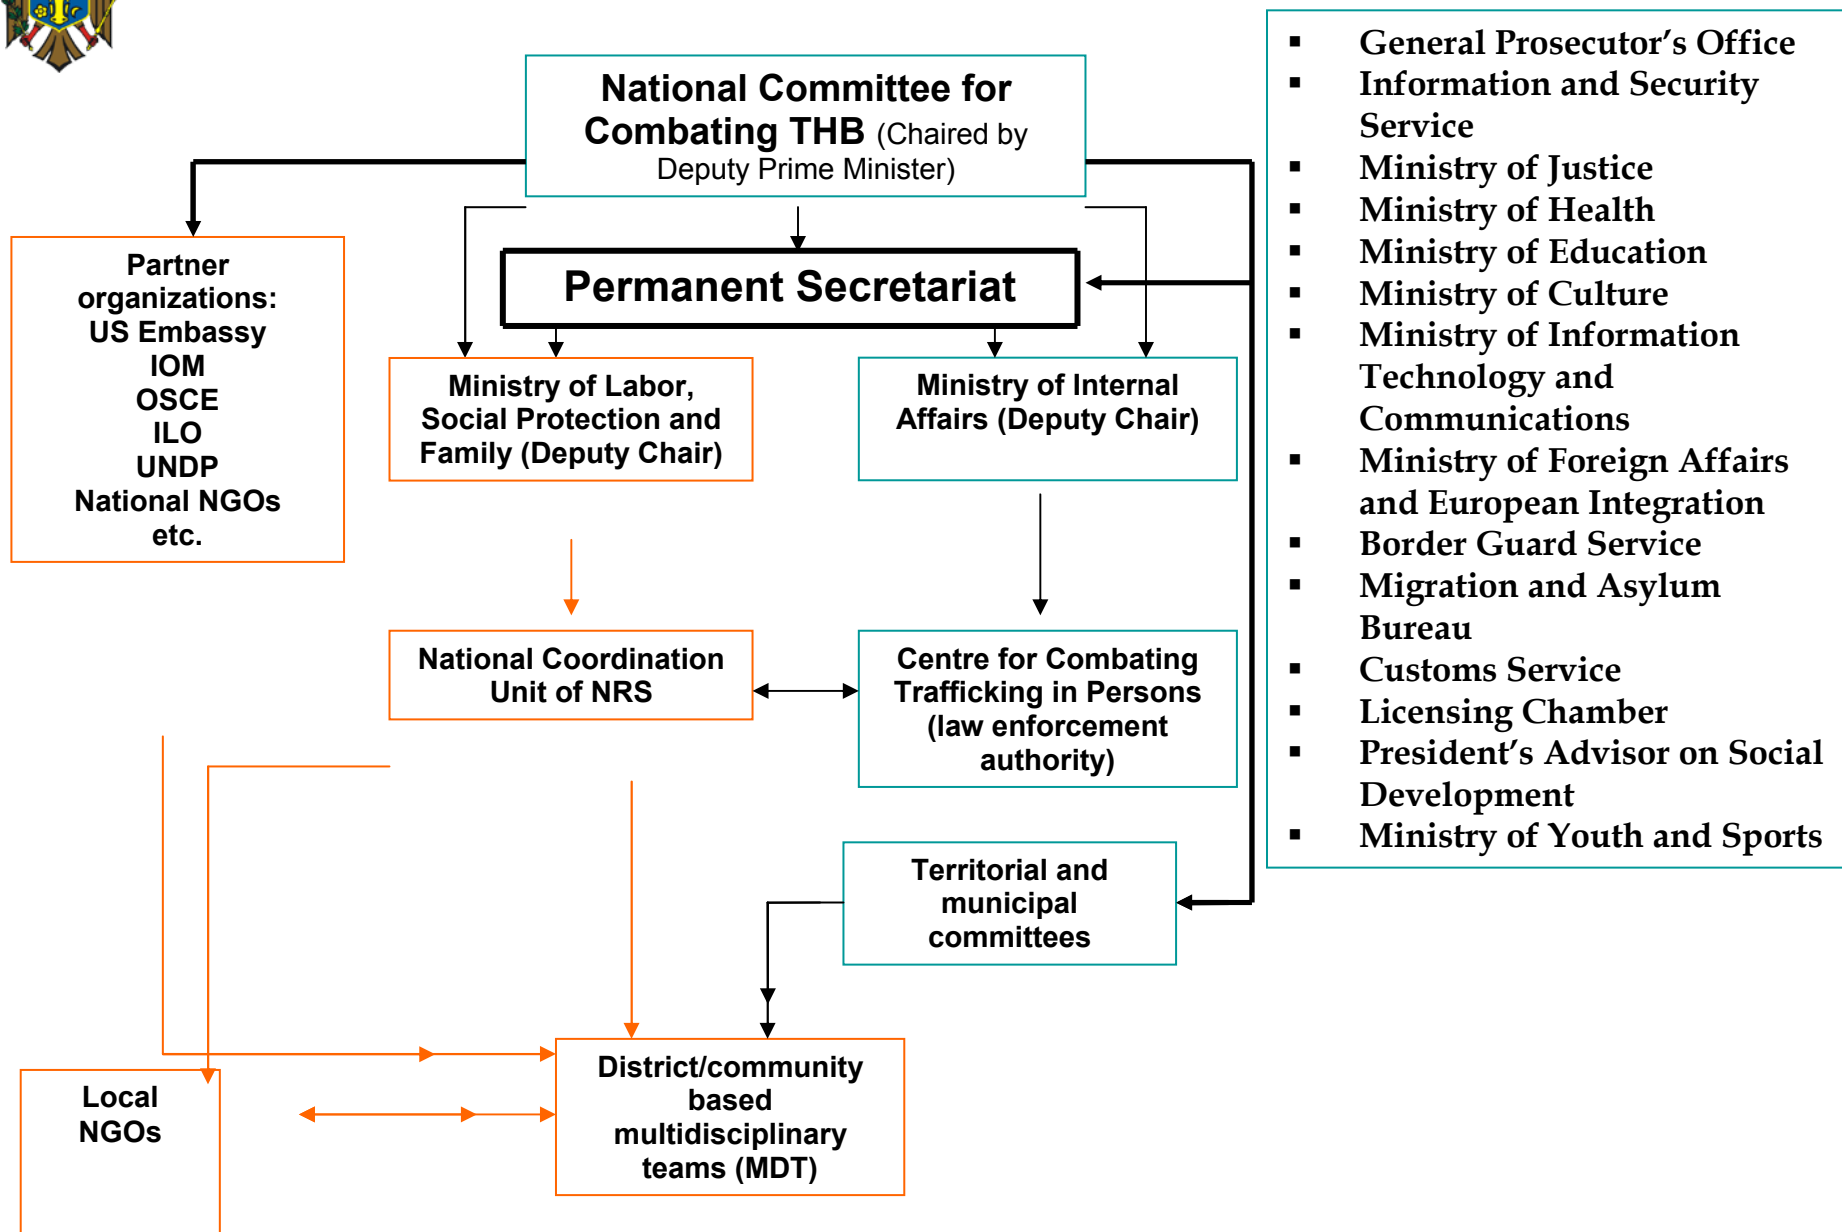 National Committee for
Combating THB (Chaired by
Deputy Prime Minister)
Partner
organizations:
US Embassy
IOM
OSCE
ILO
UNDP
National NGOs
etc.
Permanent Secretariat
Ministry of Labor,
Social Protection and
Family (Deputy Chair)
Ministry of Internal
Affairs (Deputy Chair)
National Coordination
Unit of NRS
Centre for Combating
Trafficking in Persons
(law enforcement
authority)
Territorial and
municipal
committees
District/community
based
multidisciplinary
teams (MDT)
Local
NGOs
▪ General Prosecutor’s Office
▪ Information and Security
Service
▪ Ministry of Justice
▪ Ministry of Health
▪ Ministry of Education
▪ Ministry of Culture
▪ Ministry of Information
Technology and
Communications
▪ Ministry of Foreign Affairs
and European Integration
▪ Border Guard Service
▪ Migration and Asylum
Bureau
▪ Customs Service
▪ Licensing Chamber
▪ President’s Advisor on Social
Development
▪ Ministry of Youth and Sports